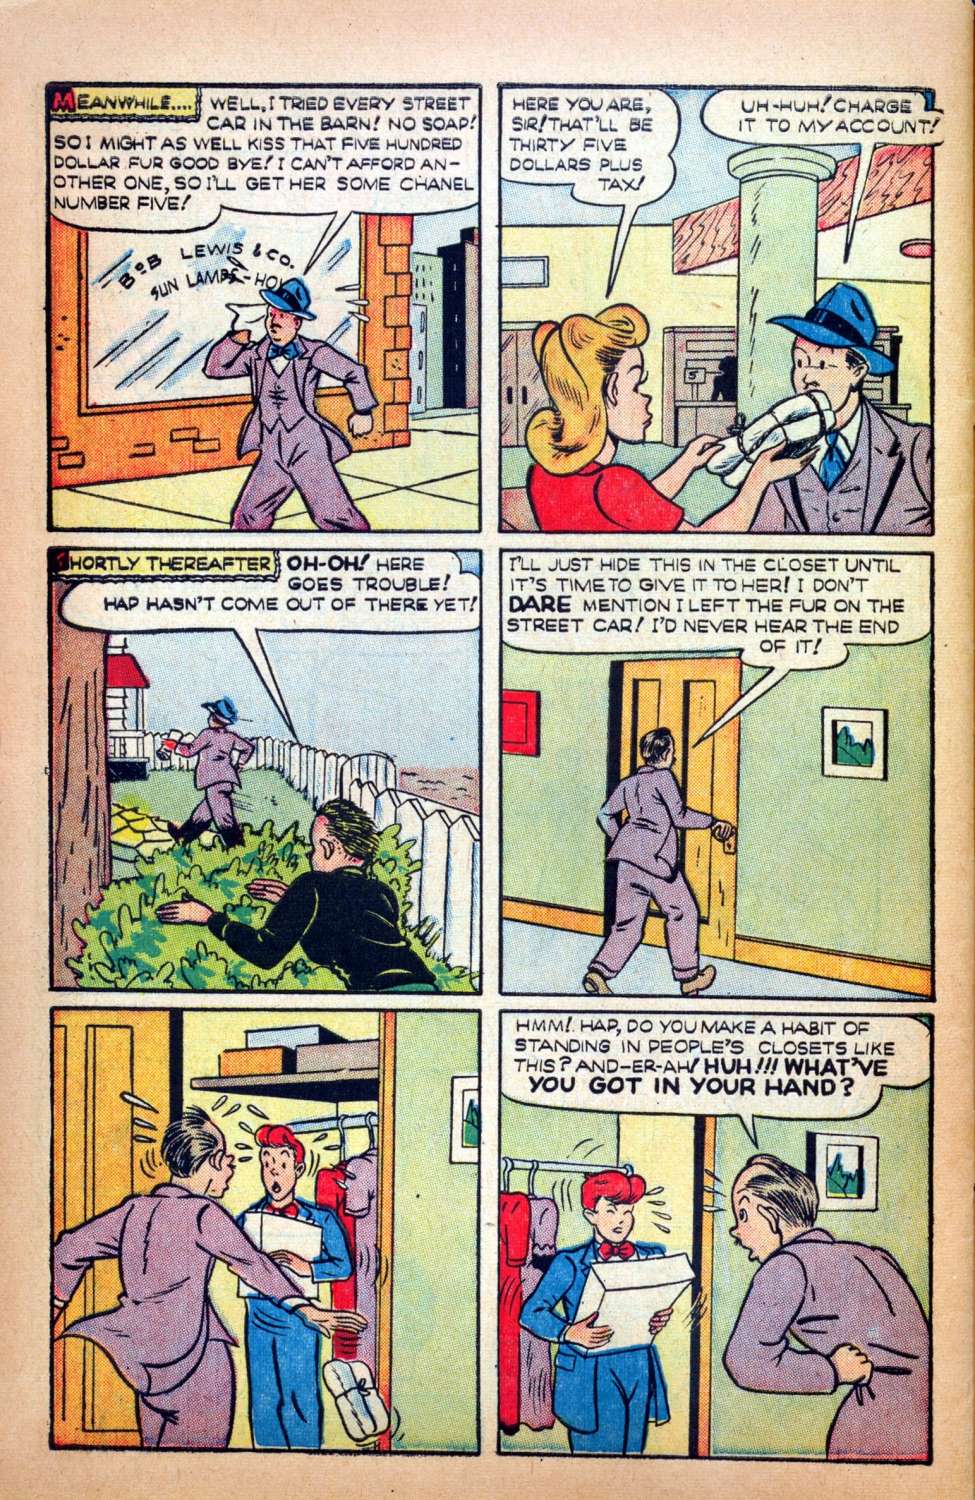 MEANWHILE....
WELL, I TRIED EVERY STREET
CAR IN THE BARN! NO SOAP!
SO I MIGHT AS WELL KISS THAT FIVE HUNDRED
DOLLAR FUR GOOD BYE! I CAN'T AFFORD AN-
OTHER ONE, SO I'LL GET HER SOME CHANEL
NUMBER FIVE!
BOB LEWIS & CO.
SUN LAMPS - HO
HERE YOU ARE,
SIR! THAT'LL BE
THIRTY FIVE
DOLLARS PLUS
TAX!
UH-HUH! CHARGE
IT TO MY ACCOUNT!
5
SHORTLY THEREAFTER
OH-OH! HERE
GOES TROUBLE!
HAP HASN'T COME OUT OF THERE YET!
I'LL JUST HIDE THIS IN THE CLOSET UNTIL
IT'S TIME TO GIVE IT TO HER! I DON'T
DARE MENTION I LEFT THE FUR ON THE
STREET CAR! I'D NEVER HEAR THE END
OF IT!
HMM! HAP, DO YOU MAKE A HABIT OF
STANDING IN PEOPLE'S CLOSETS LIKE
THIS? AND-ER-AH! HUH!!! WHAT'VE
YOU GOT IN YOUR HAND?